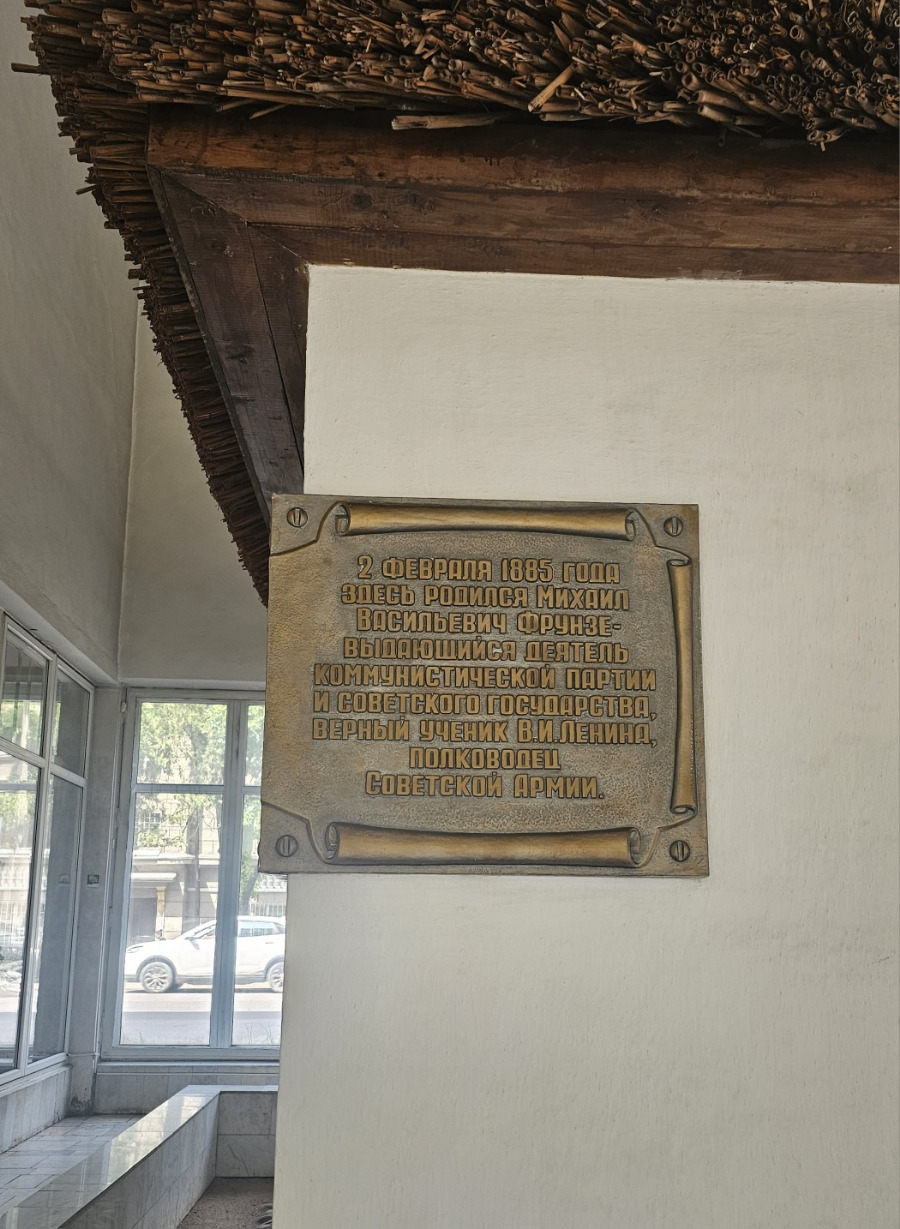 2 ФЕВРАЛЯ 1885 ГОДА
ЗДЕСЬ РОДИЛСЯ МИХАИЛ
ВАСИЛЬЕВИЧ ФРУНЗЕ-
ВЫДАЮЩИЙСЯ ДЕЯТЕЛЬ
КОММУНИСТИЧЕСКОЙ ПАРТИИ
И СОВЕТСКОГО ГОСУДАРСТВА,
ВЕРНЫЙ УЧЕНИК В.И.ЛЕНИНА,
ПОЛКОВОДЕЦ
СОВЕТСКОЙ АРМИИ.